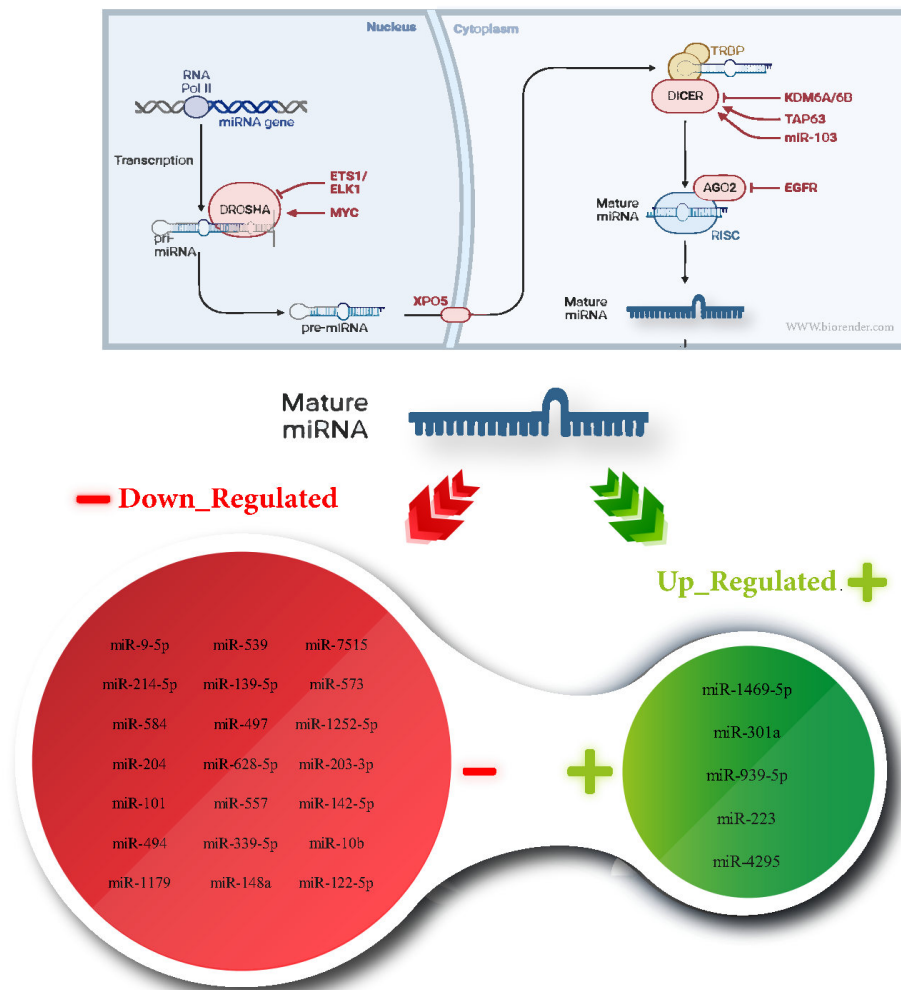 Nucleus
Cytoplasm
RNA
Pol II
miRNA gene
Transcription
ETS1/
ELK1
DROSHA
MYC
pri-
miRNA
pre-miRNA
XPO5
TRBP
DICER
KDM6A/6B
TAP63
miR-103
AGO2
EGFR
Mature
miRNA
RISC
Mature
miRNA
WWW.biorender.com
Mature
miRNA
Down_Regulated
Up_Regulated.
miR-9-5p miR-539 miR-7515
miR-214-5p miR-139-5p miR-573
miR-584 miR-497 miR-1252-5p
miR-204 miR-628-5p miR-203-3p
miR-101 miR-557 miR-142-5p
miR-494 miR-339-5p miR-10b
miR-1179 miR-148a miR-122-5p
miR-1469-5p
miR-301a
miR-939-5p
miR-223
miR-4295